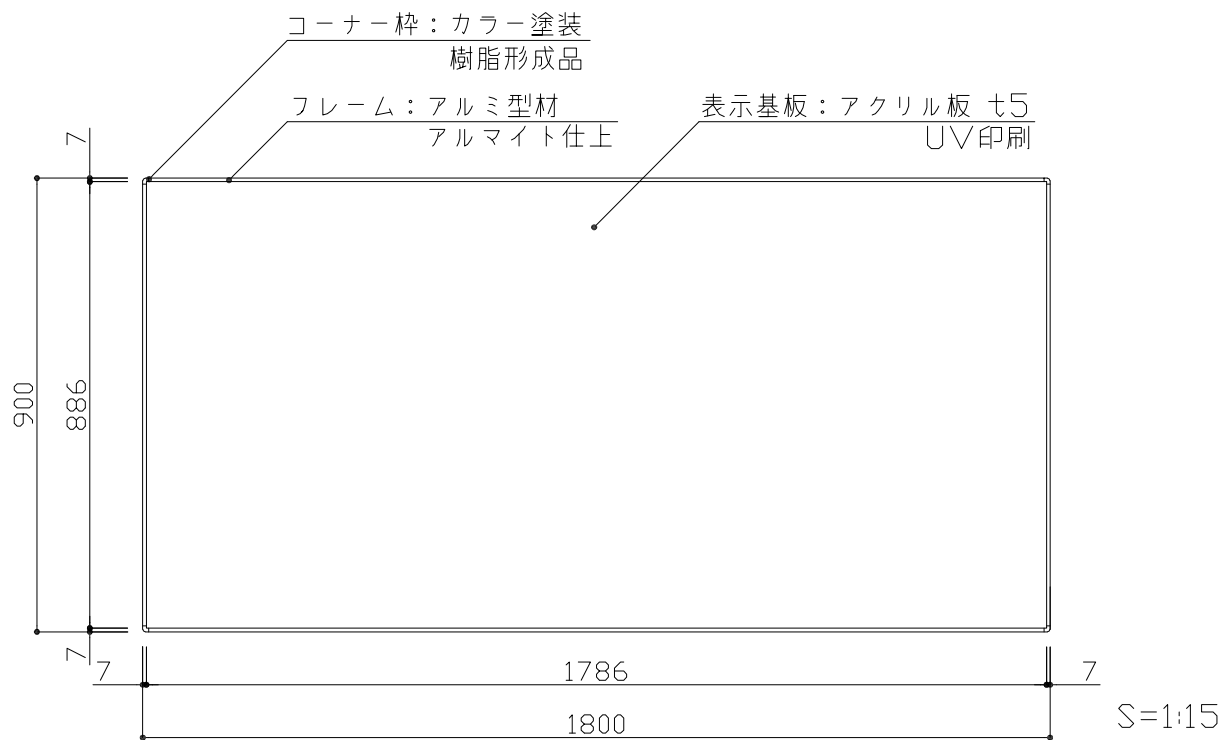 コーナー枠：カラー塗装
樹脂形成品
フレーム：アルミ型材
アルマイト仕上
表示基板：アクリル板 t5
UV印刷
7
900
886
7
7
1786
7
1800
S=1:15